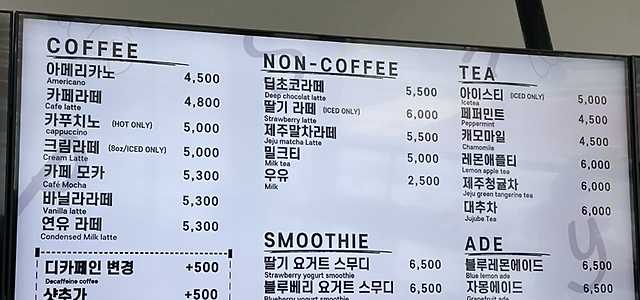 COFFEE
아메리카노 4,500
Americano
카페라떼 4,800
Cafe latte
카푸치노 (HOT ONLY) 5,000
cappuccino
크림라떼 (8oz/ICED ONLY) 5,000
Cream Latte
카페 모카 5,300
Café Mocha
바닐라라떼 5,300
Vanilla latte
연유 라떼 5,300
Condensed Milk latte
디카페인 변경 +500
Decaffeine coffee
샷추가 +500
NON-COFFEE
딥초코라떼 5,500
Deep chocolat latte
딸기 라떼 (ICED ONLY) 6,000
Strawberry latte
제주말차라떼 5,500
Jeju matcha Latte
밀크티 5,000
Milk tea
우유 2,500
Milk
SMOOTHIE
딸기 요거트 스무디 6,500
Strawberry yogurt smoothie
블루베리 요거트 스무디 6,500
Blueberry yogurt smoothie
TEA
아이스티 (ICED ONLY) 5,000
Icetea
페퍼민트 4,500
Peppermint
캐모마일 4,500
Chamomile
레몬애플티 6,000
Lemon apple tea
제주청귤차 6,000
Jeju green tangerine tea
대추차 6,000
Jujube Tea
ADE
블루레몬에이드 6,500
Blue lemon ade
자몽에이드 6,500
Grapefruit ade